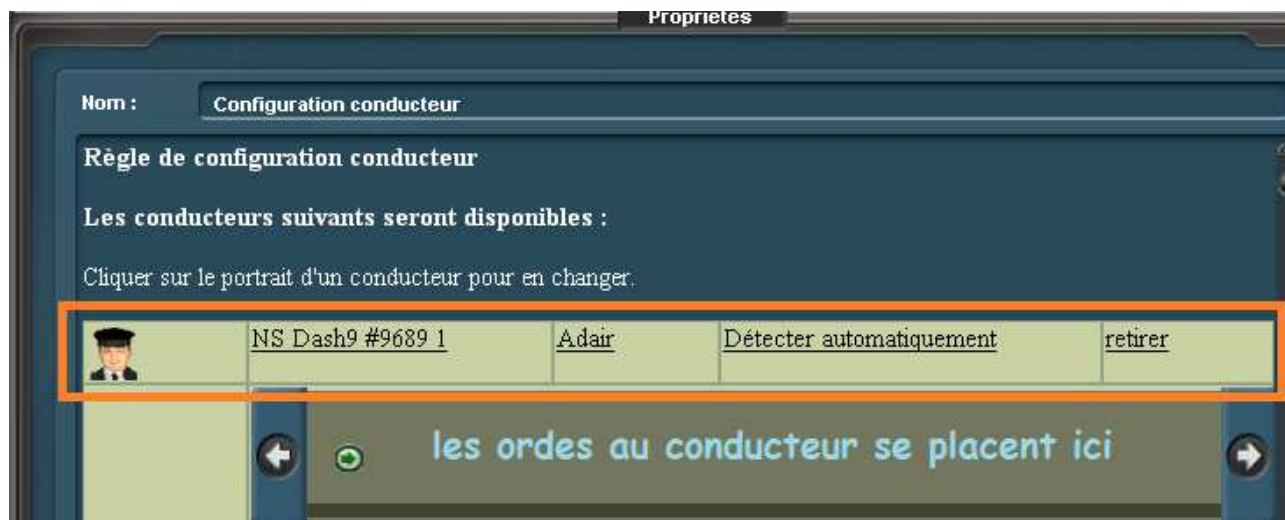 Propriétés
Nom : Configuration conducteur
Règle de configuration conducteur
Les conducteurs suivants seront disponibles :
Cliquer sur le portrait d'un conducteur pour en changer.
NS Dash9 #9689 1 Adair Détecter automatiquement retirer
les ordes au conducteur se placent ici